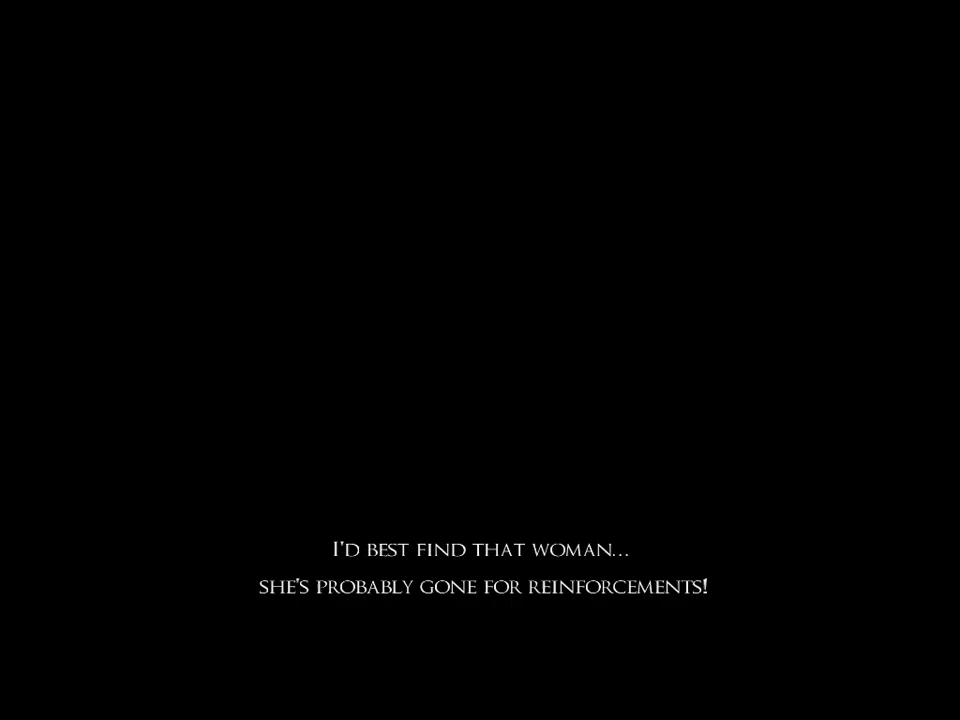 I'd best find that woman...
she's probably gone for reinforcements!